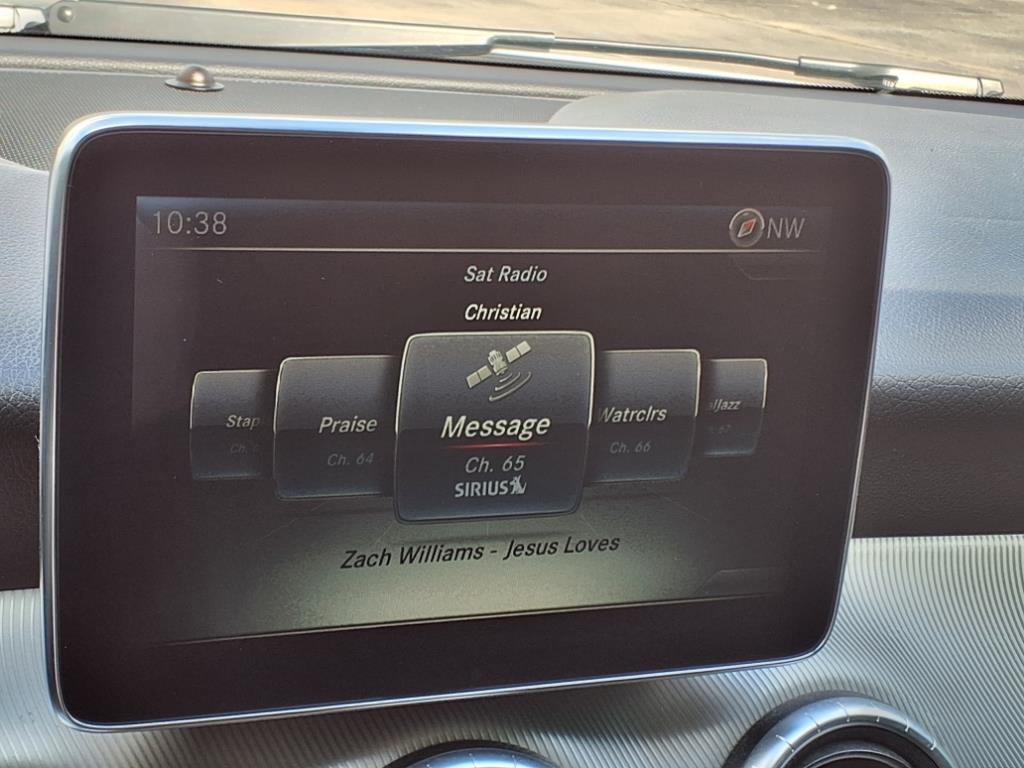 10:38
NW
Sat Radio
Christian
Stap
Praise
Message
Watrclrs
Ch. 64
Ch. 65
Ch. 66
SIRIUS
Zach Williams - Jesus Loves